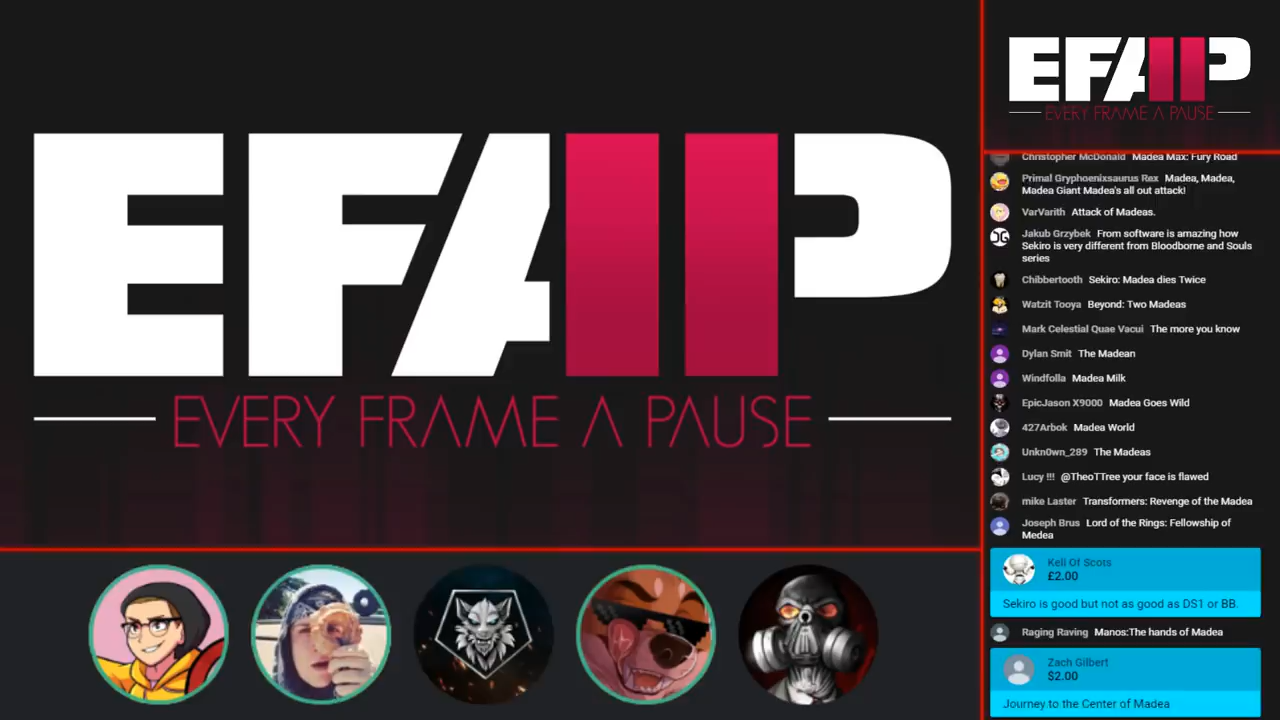 EFAP
EVERY FRAME A PAUSE
EFAP
EVERY FRAME A PAUSE
Christopher McDonald Madea Max: Fury Road
Primal Gryphoenixsaurus Rex Madea, Madea,
Madea Giant Madea's all out attack!
VarVarith Attack of Madeas.
Jakub Grzybek From software is amazing how
Sekiro is very different from Bloodborne and Souls
series
Chibbertooth Sekiro: Madea dies Twice
Watzit Tooya Beyond: Two Madeas
Mark Celestial Quae Vacui The more you know
Dylan Smit The Madean
Windfolla Madea Milk
EpicJason X9000 Madea Goes Wild
427Arbok Madea World
Unkn0wn_289 The Madeas
Lucy !!! @TheoTTree your face is flawed
mike Laster Transformers: Revenge of the Madea
Joseph Brus Lord of the Rings: Fellowship of
Medea
Kell Of Scots
£2.00
Sekiro is good but not as good as DS1 or BB.
Raging Raving Manos:The hands of Madea
Zach Gilbert
$2.00
Journey to the Center of Madea